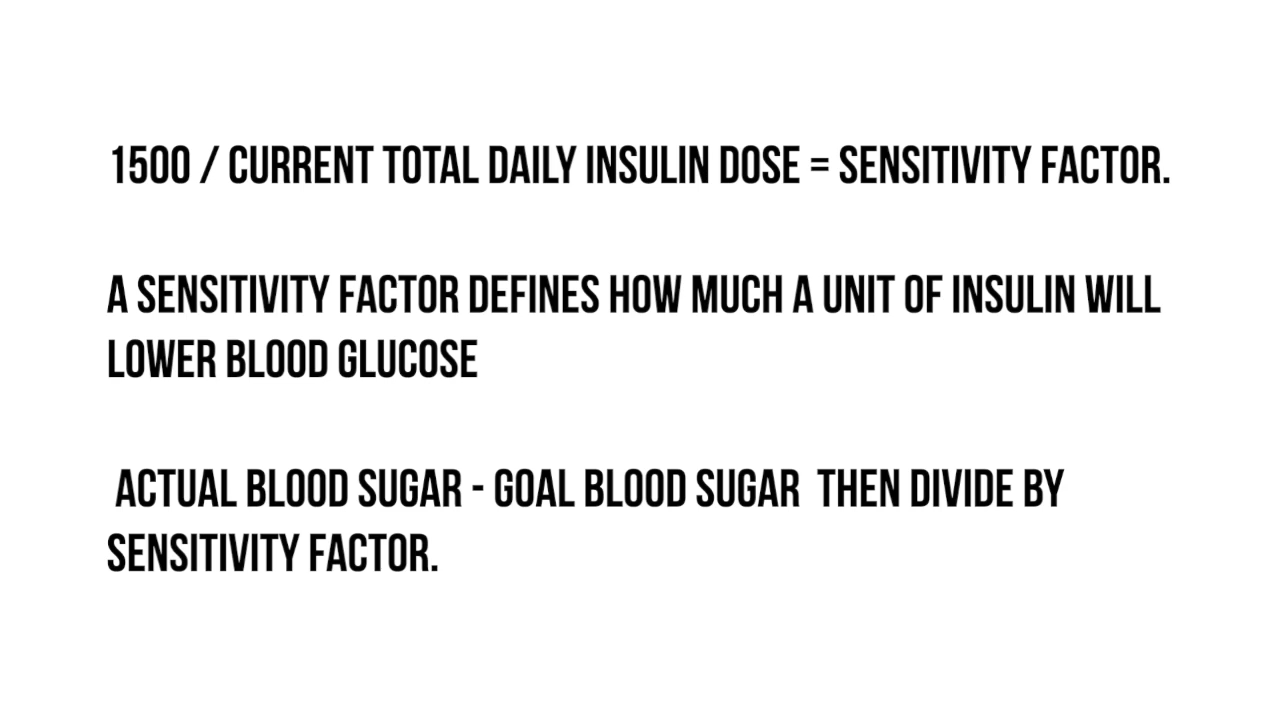 1500 / CURRENT TOTAL DAILY INSULIN DOSE = SENSITIVITY FACTOR.
A SENSITIVITY FACTOR DEFINES HOW MUCH A UNIT OF INSULIN WILL
LOWER BLOOD GLUCOSE
ACTUAL BLOOD SUGAR - GOAL BLOOD SUGAR  THEN DIVIDE BY
SENSITIVITY FACTOR.